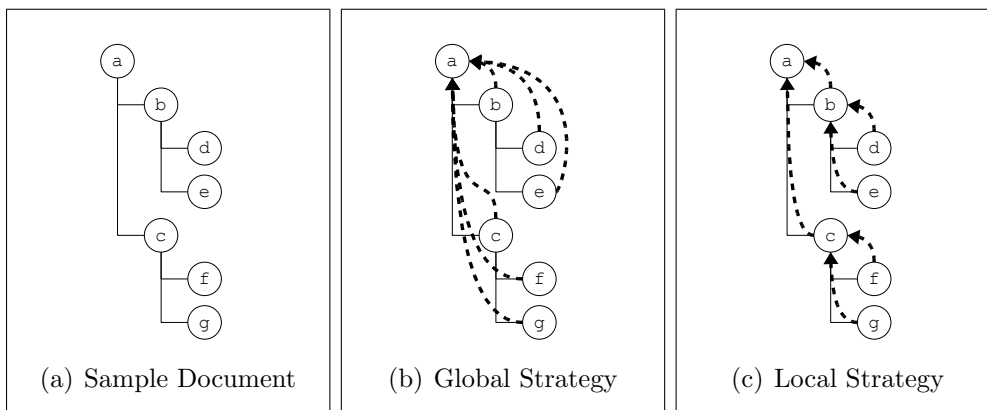 a
b
d
e
c
f
g
(a) Sample Document
a
b
d
e
c
f
g
(b) Global Strategy
a
b
d
e
c
f
g
(c) Local Strategy